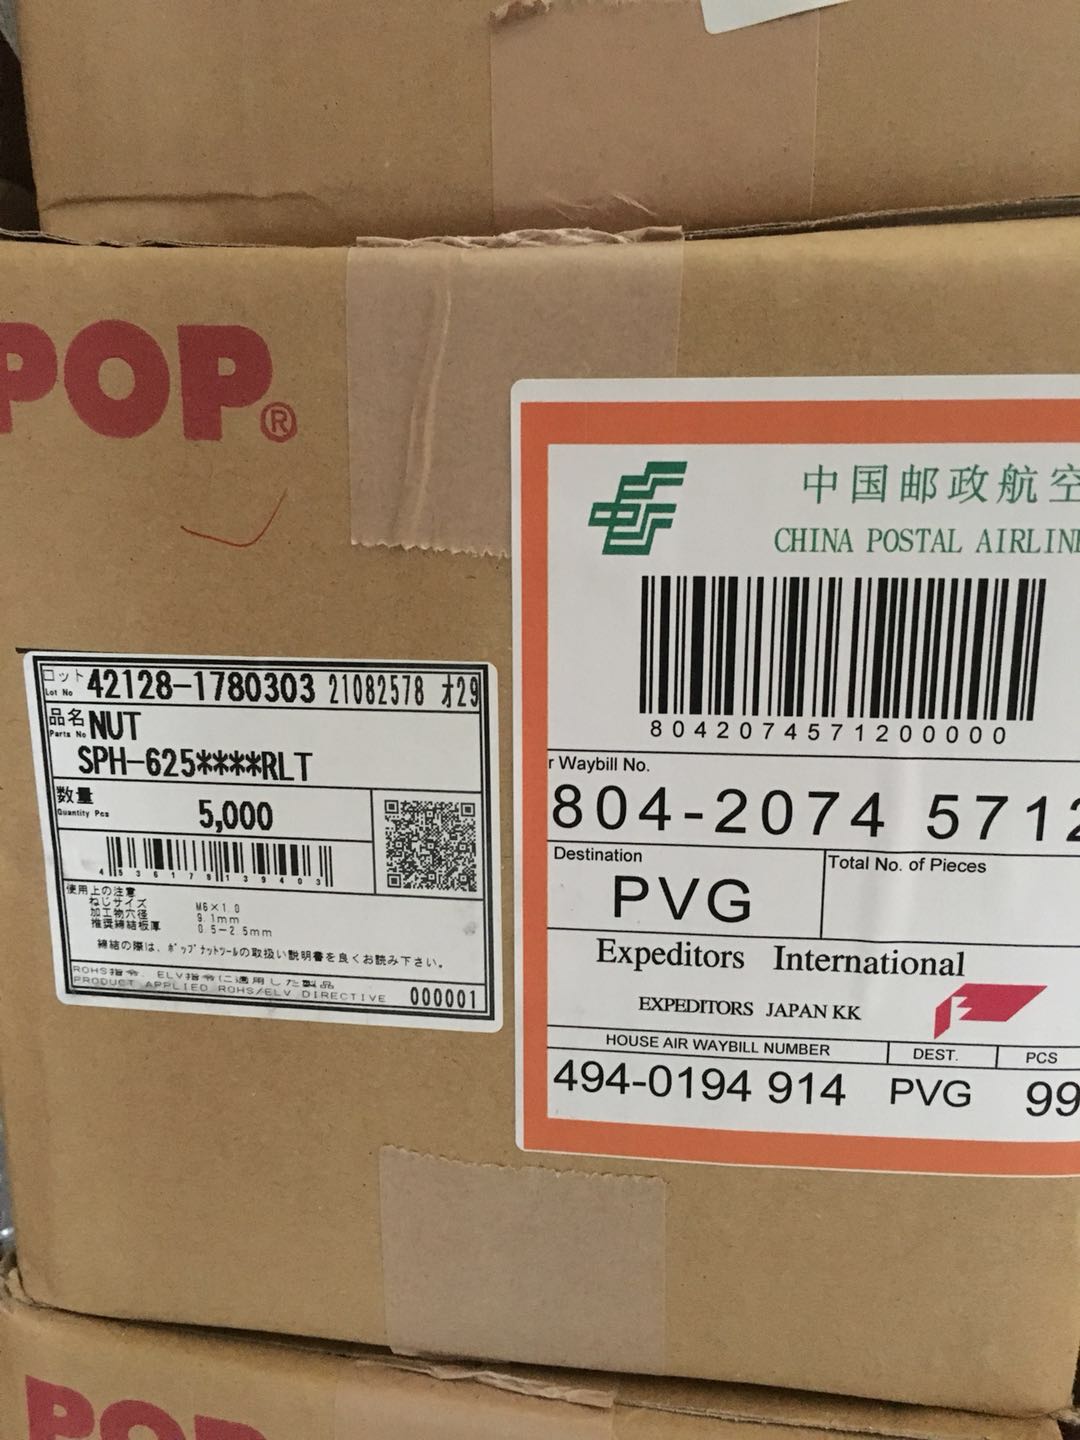 POP®
中国邮政航空
CHINA POSTAL AIRLINE
8042074571200000
r Waybill No.
804-2074 5712
Destination
PVG
Total No. of Pieces
Expeditors International
EXPEDITORS JAPAN KK
HOUSE AIR WAYBILL NUMBER
DEST.
PCS
494-0194 914
PVG
99
ロット
Lot No
42128-1780303 21082578 オ29
品名
Parts No
NUT
SPH-625****RLT
数量
Quantity Pcs
5,000
4536178139403
使用上の注意
ねじサイズ M6×1.0
加工物穴径 9.1mm
推奨締結板厚 0.5-2.5mm
締結の際は、ポップナットツールの取扱い説明書を良くお読み下さい。
ROHS指令、ELV指令に適用した製品
PRODUCT APPLIED ROHS/ELV DIRECTIVE
000001
POP